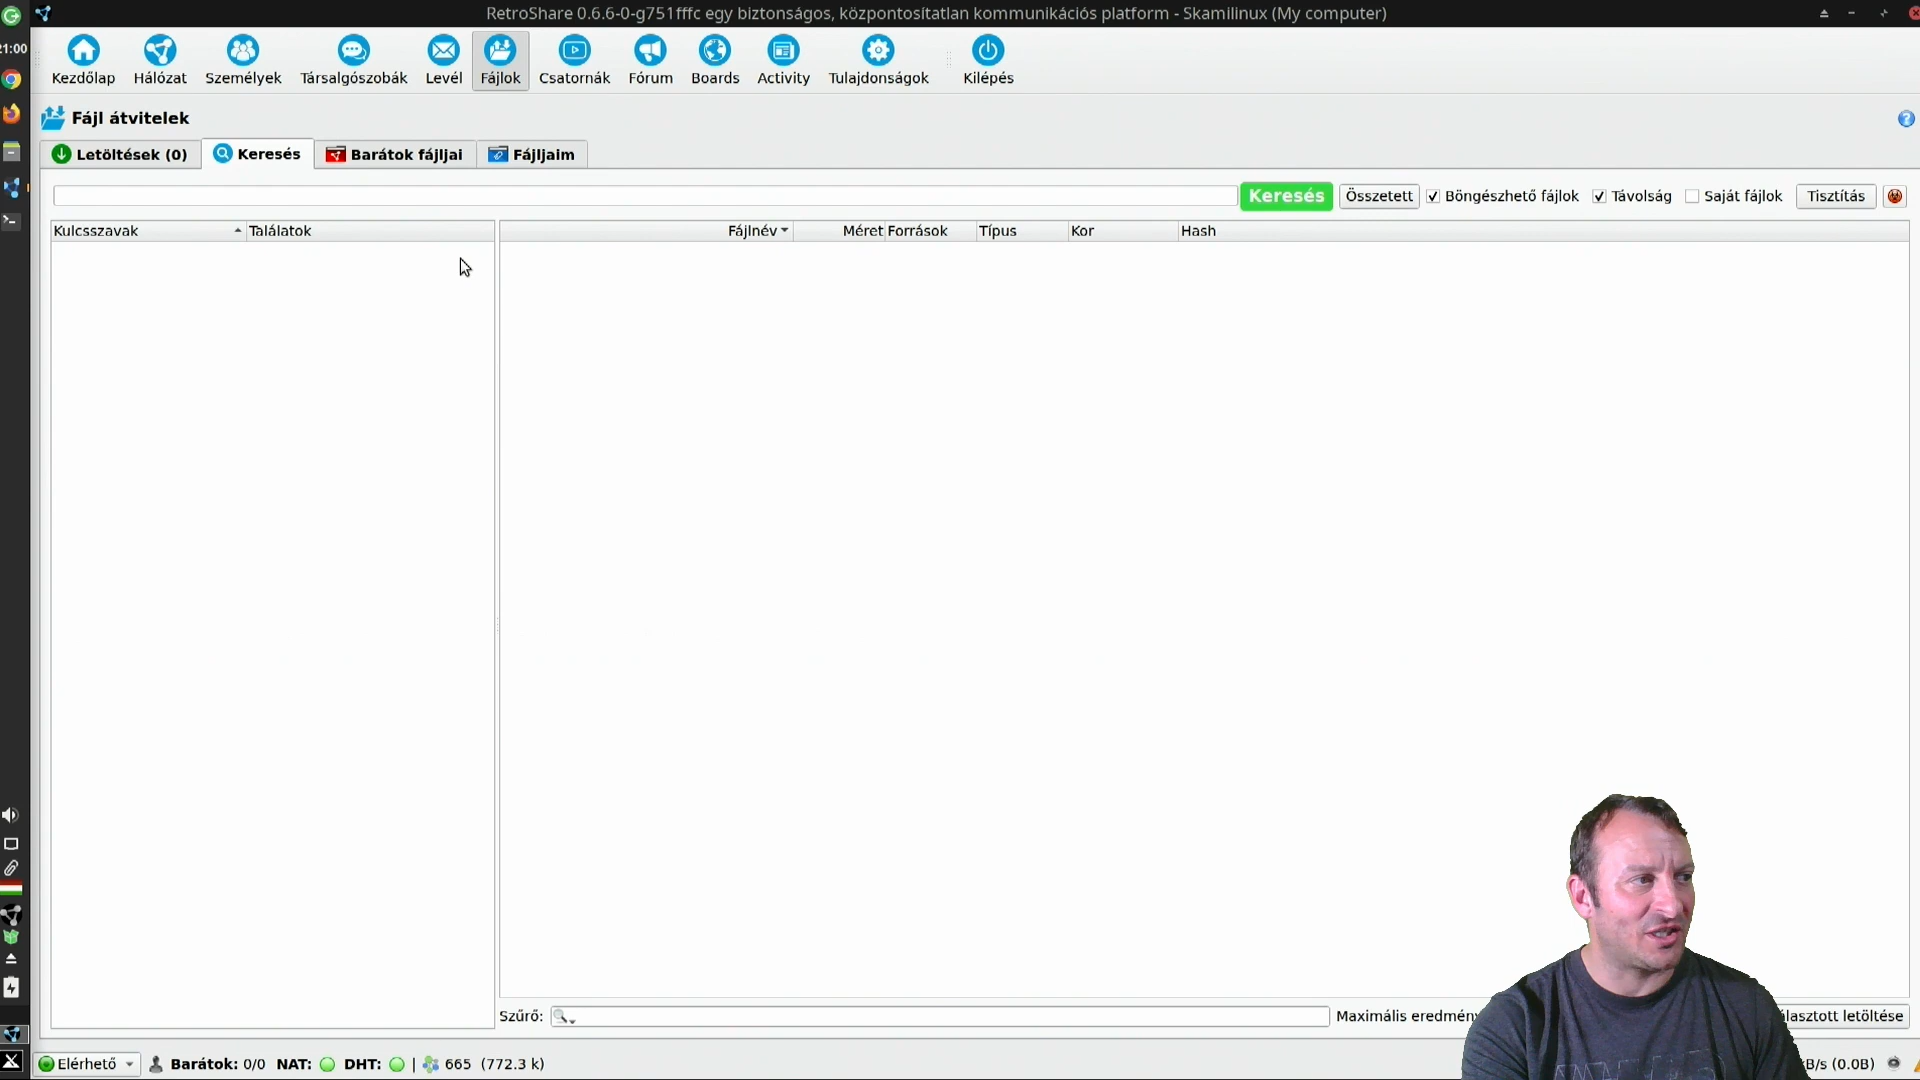 RetroShare 0.6.6-0-g751fffc egy biztonságos, központosítatlan kommunikációs platform - Skamilinux (My computer)
21:00
Kezdőlap Hálózat Személyek Társalgószobák Levél Fájlok Csatornák Fórum Boards Activity Tulajdonságok Kilépés
Fájl átvitelek
Letöltések (0) Keresés Barátok fájljai Fájljaim
Keresés Összetett Böngészhető fájlok Távolság Saját fájlok Tisztítás
Kulcsszavak Találatok Fájlnév Méret Források Típus Kor Hash
Szűrő: Maximális letöltése
Elérhető Barátok: 0/0 NAT: DHT: | 665 (772.3 k) (0.0B)